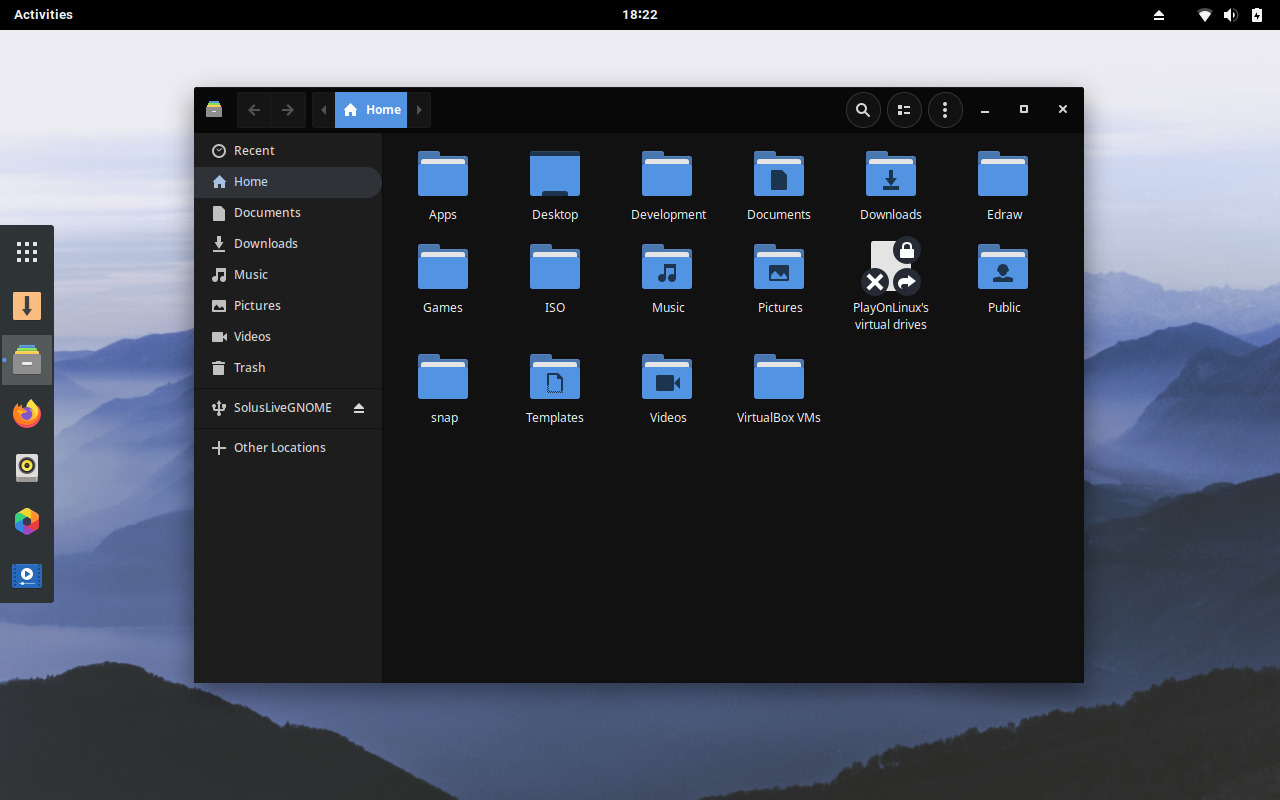 Activities
18:22
Home
Recent
Home
Documents
Downloads
Music
Pictures
Videos
Trash
SolusLiveGNOME
Other Locations
Apps
Desktop
Development
Documents
Downloads
Edraw
Games
ISO
Music
Pictures
PlayOnLinux's
virtual drives
Public
snap
Templates
Videos
VirtualBox VMs